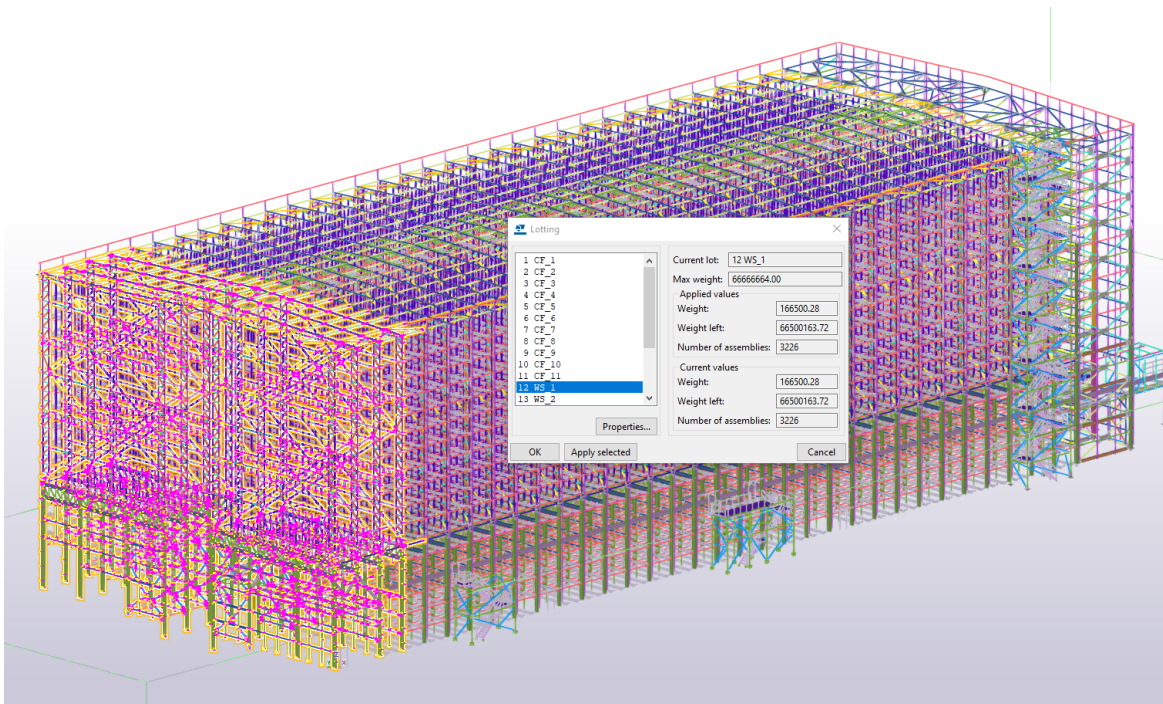 Lotting
1 CF_1
2 CF_2
3 CF_3
4 CF_4
5 CF_5
6 CF_6
7 CF_7
8 CF_8
9 CF_9
10 CF_10
11 CF_11
12 WS_1
13 WS_2
Properties...
OK
Apply selected
Current lot: 12 WS_1
Max weight: 66666664.00
Applied values
Weight: 166500.28
Weight left: 66500163.72
Number of assemblies: 3226
Current values
Weight: 166500.28
Weight left: 66500163.72
Number of assemblies: 3226
Cancel